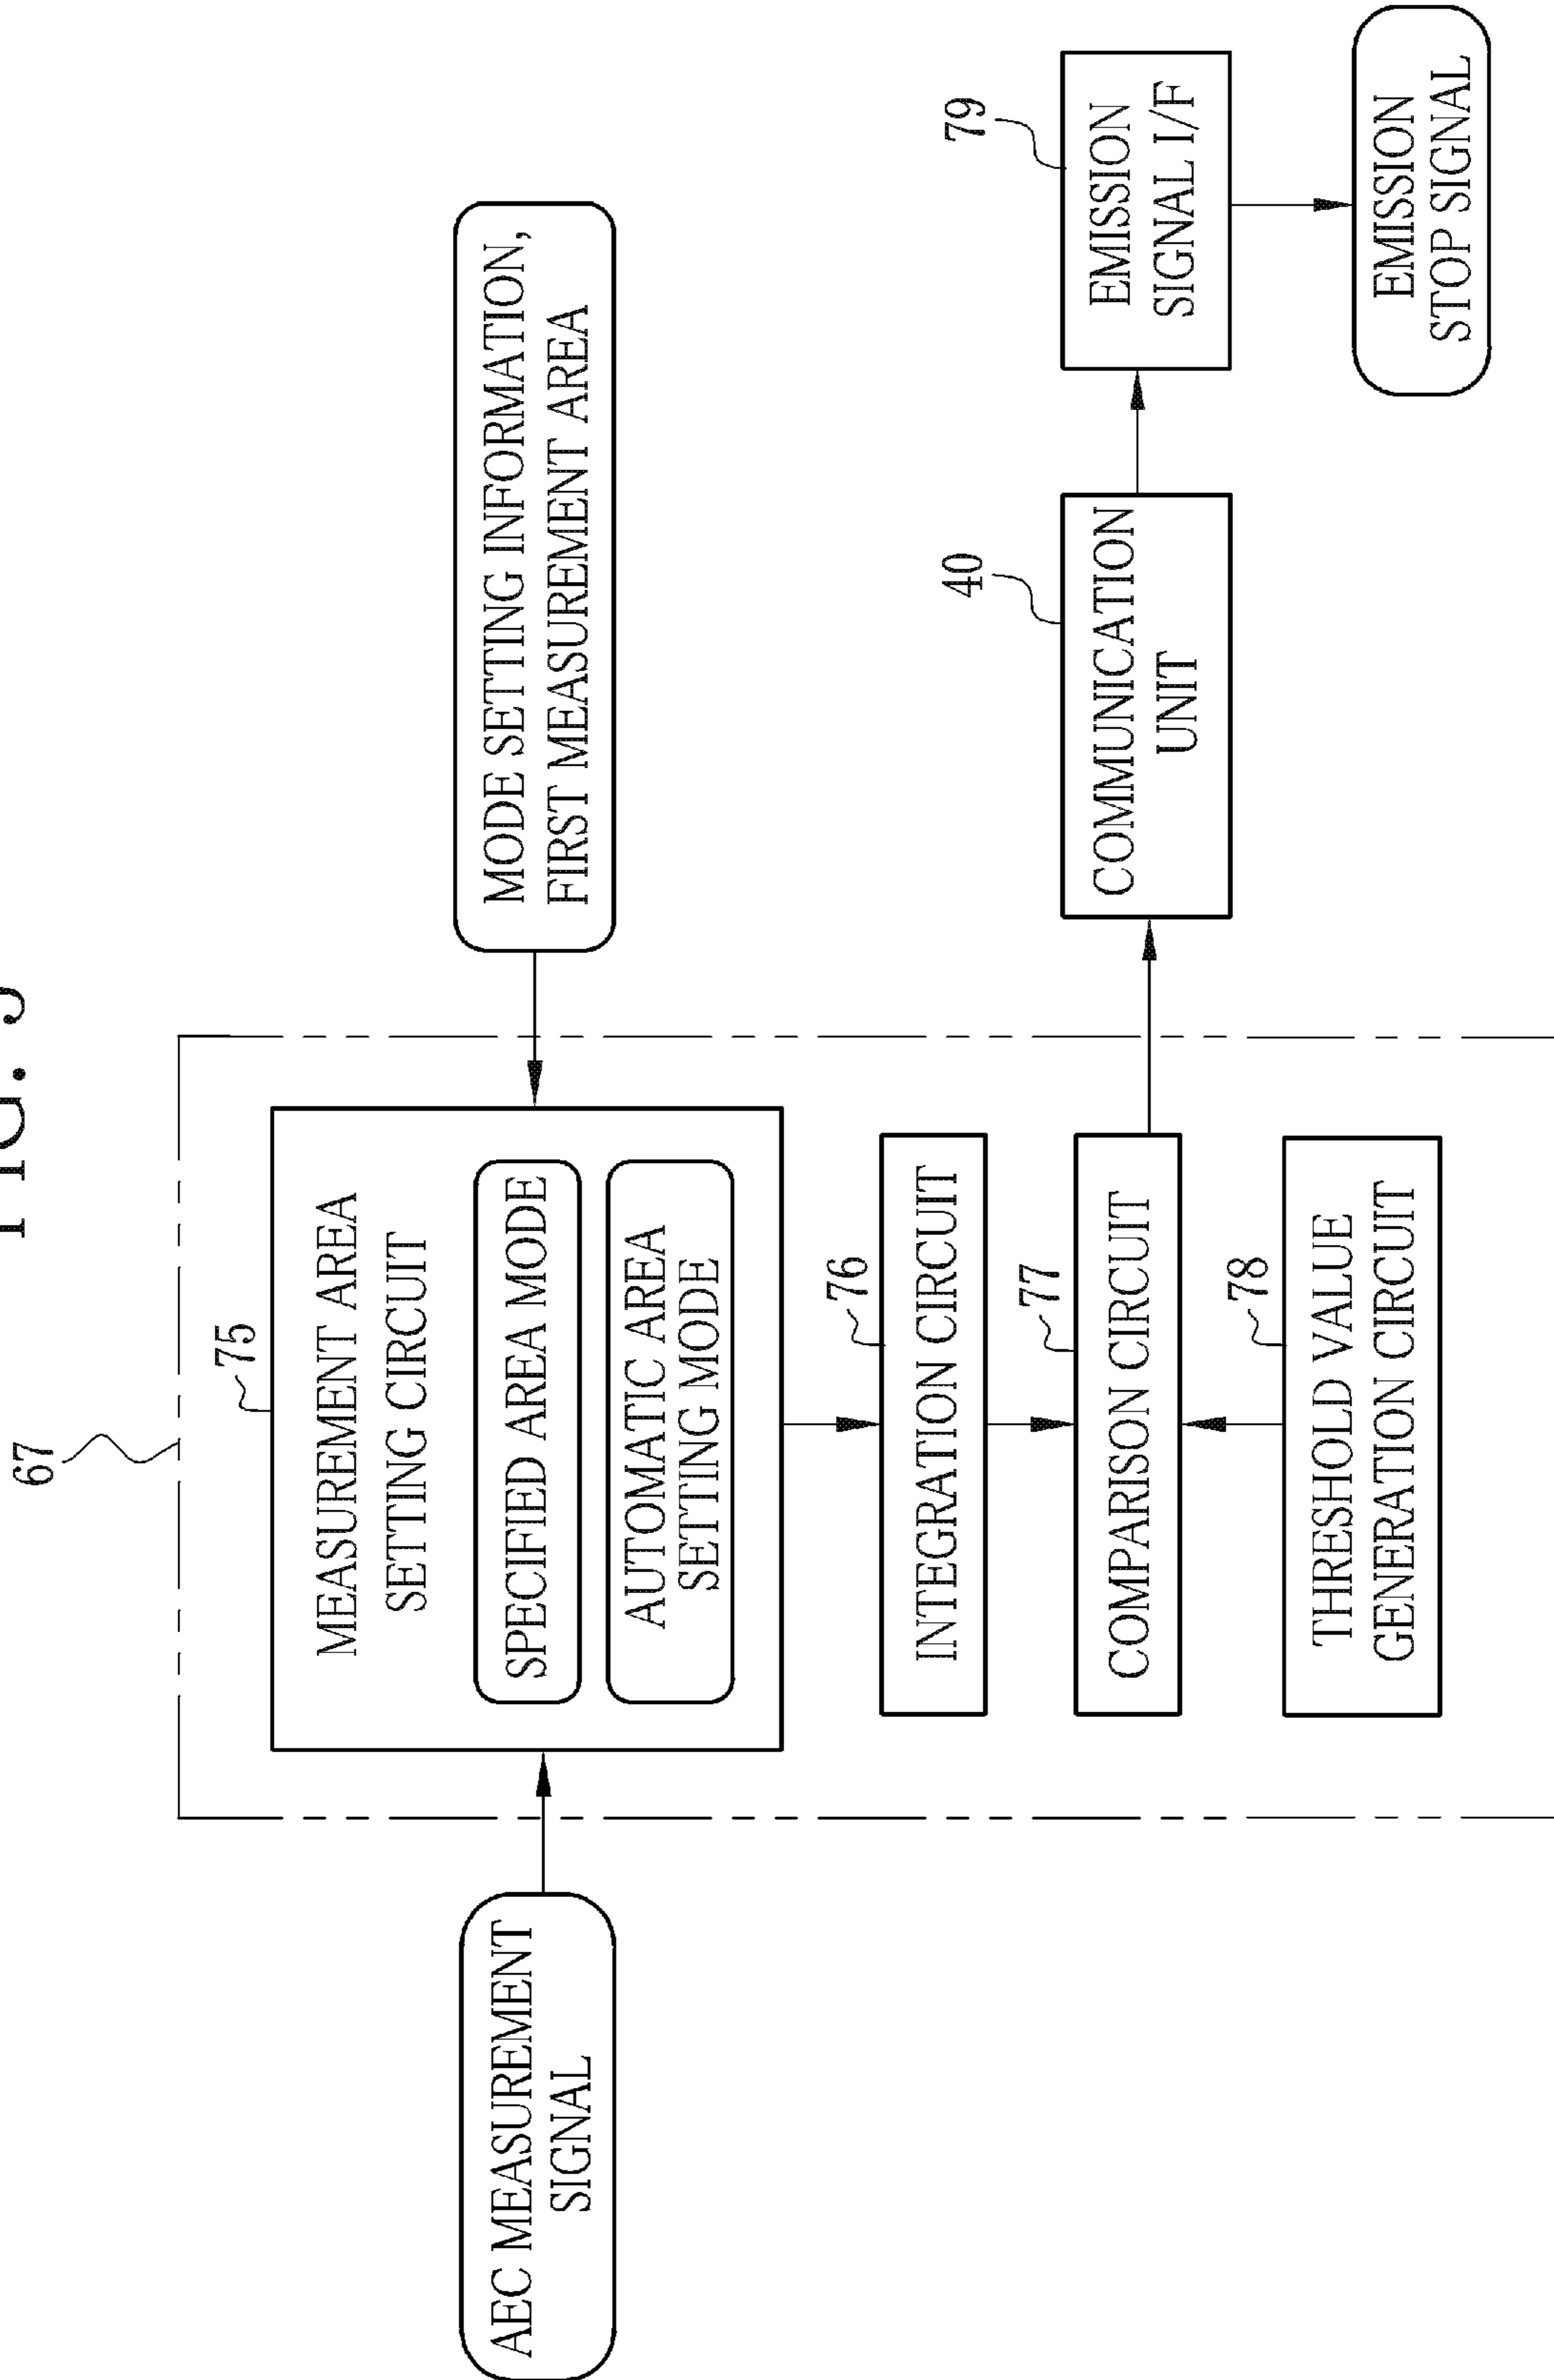 FIG.
67
75
MEASUREMENT AREA
SETTING CIRCUIT
SPECIFIED AREA MODE
AUTOMATIC AREA
SETTING MODE
AEC MEASUREMENT
SIGNAL
MODE SETTING INFORMATION,
FIRST MEASUREMENT AREA
76
INTEGRATION CIRCUIT
77
COMPARISON CIRCUIT
78
THRESHOLD VALUE
GENERATION CIRCUIT
40
COMMUNICATION
UNIT
79
EMISSION
SIGNAL I/F
EMISSION
STOP SIGNAL